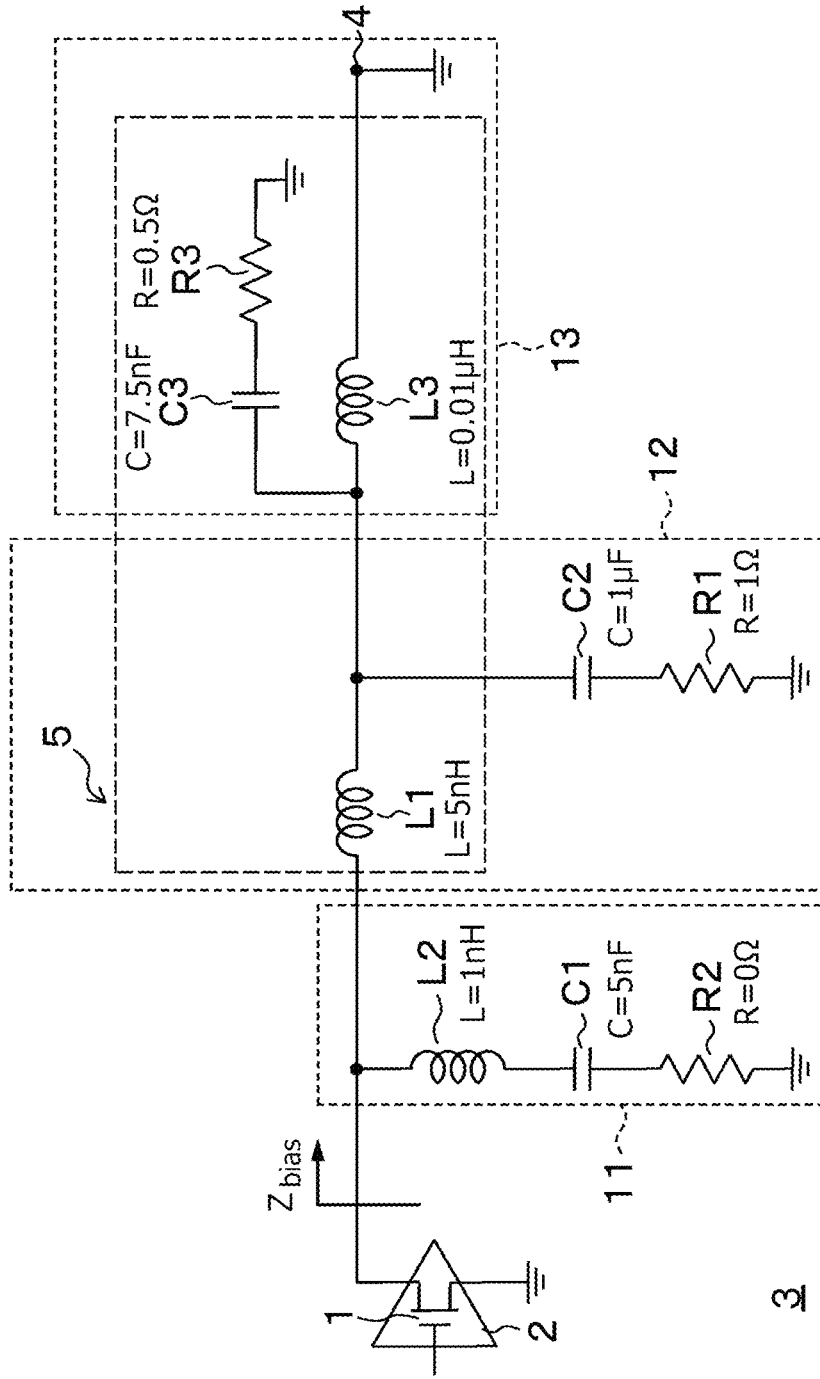 5
12
13
4
C3
C=7.5nF
R3
R=0.5Ω
L3
L=0.01μH
L1
L=5nH
C2
C=1μF
R1
R=1Ω
L2
L=1nH
C1
C=5nF
R2
R=0Ω
11
Zbias
1
2
3